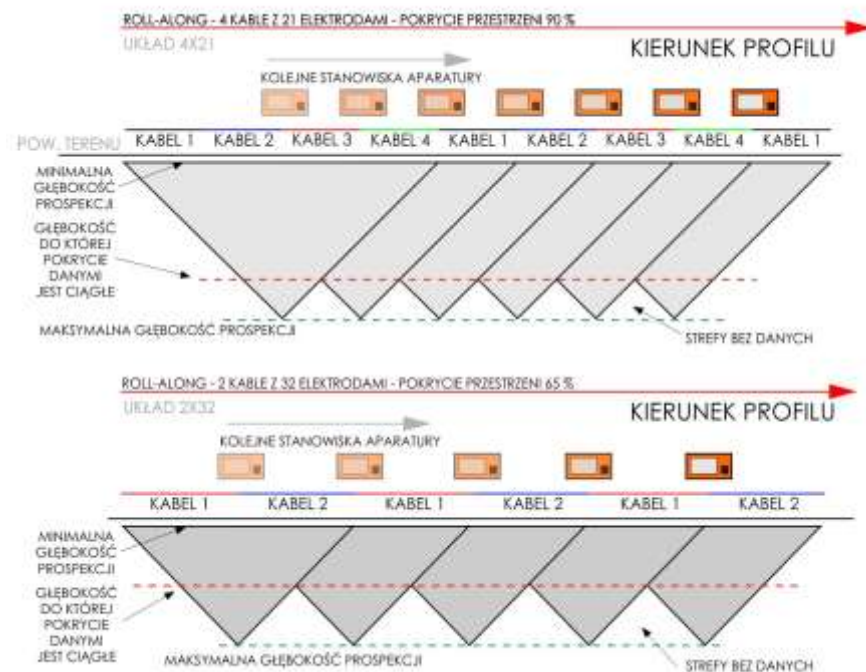 ROLL-ALONG - 4 KABLE Z 21 ELEKTRODAMI - POKRYCIE PRZESTRZENI 90 %
UKŁAD 4X21
KIERUNEK PROFILU
KOLEJNE STANOWISKA APARATURY
POW. TERENU KABEL 1 KABEL 2 KABEL 3 KABEL 4 KABEL 1 KABEL 2 KABEL 3 KABEL 4 KABEL 1
MINIMALNA
GŁĘBOKOŚĆ
PROSPEKCJI
GŁĘBOKOŚĆ
DO KTÓREJ
POKRYCIE
DANYMI
JEST CIĄGŁE
MAKSYMALNA GŁĘBOKOŚĆ PROSPEKCJI
STREFY BEZ DANYCH
ROLL-ALONG - 2 KABLE Z 32 ELEKTRODAMI - POKRYCIE PRZESTRZENI 65 %
UKŁAD 2X32
KIERUNEK PROFILU
KOLEJNE STANOWISKA APARATURY
KABEL 1 KABEL 2 KABEL 1 KABEL 2 KABEL 1 KABEL 2
MINIMALNA
GŁĘBOKOŚĆ
PROSPEKCJI
GŁĘBOKOŚĆ
DO KTÓREJ
POKRYCIE
DANYMI
JEST CIĄGŁE
MAKSYMALNA GŁĘBOKOŚĆ PROSPEKCJI
STREFY BEZ DANYCH